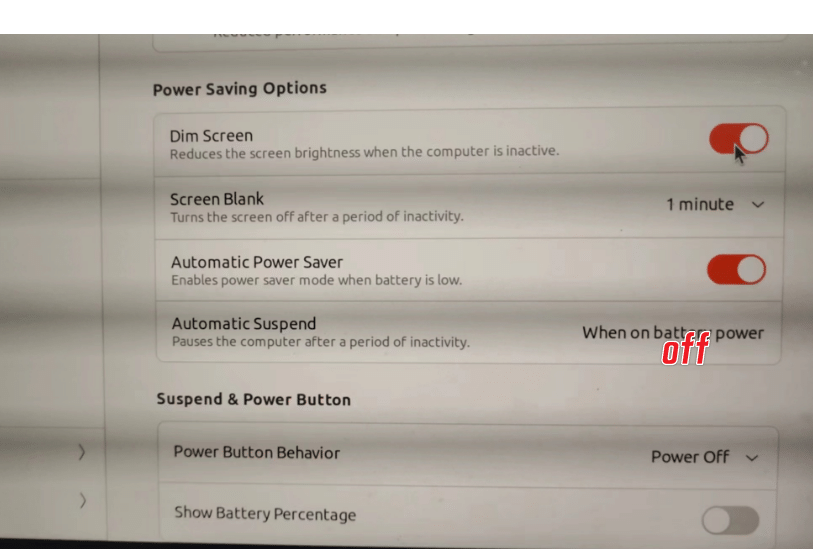 Power Saving Options
Dim Screen
Reduces the screen brightness when the computer is inactive.
Screen Blank
1 minute
Turns the screen off after a period of inactivity.
Automatic Power Saver
Enables power saver mode when battery is low.
Automatic Suspend
When on battery power
Pauses the computer after a period of inactivity.
off
Suspend & Power Button
Power Button Behavior
Power Off
Show Battery Percentage